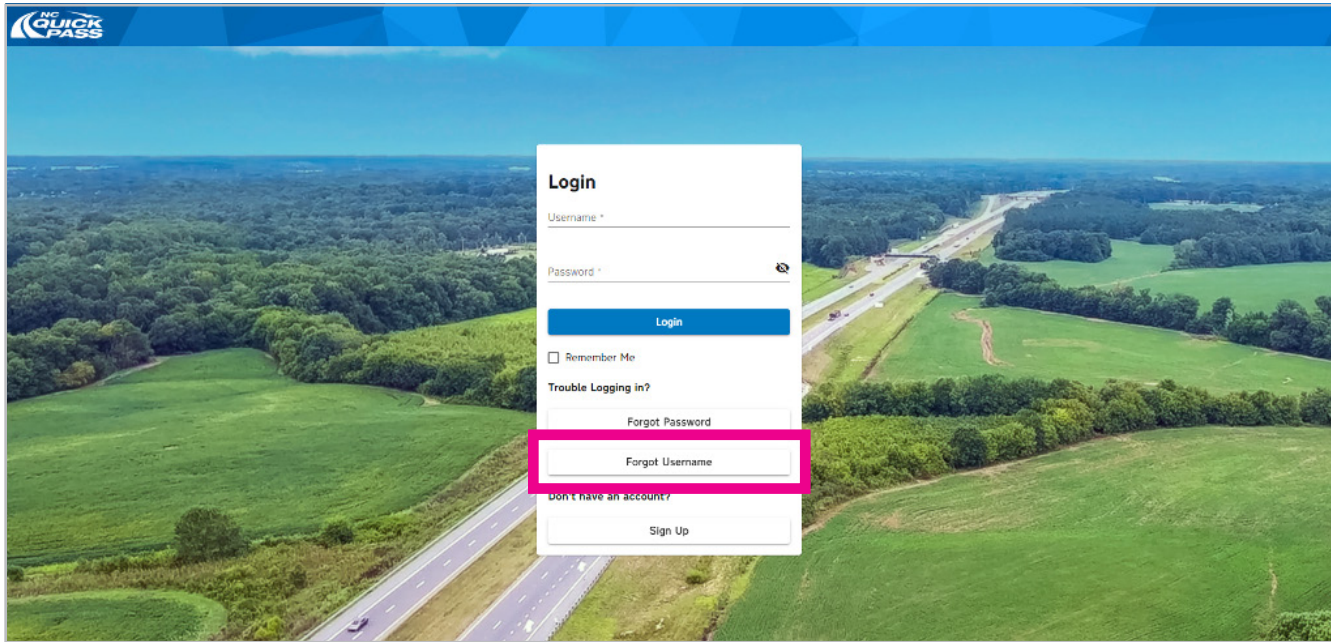 NC
QUICK
PASS
Login
Username *
Password *
Login
Remember Me
Trouble Logging in?
Forgot Password
Forgot Username
Don't have an account?
Sign Up